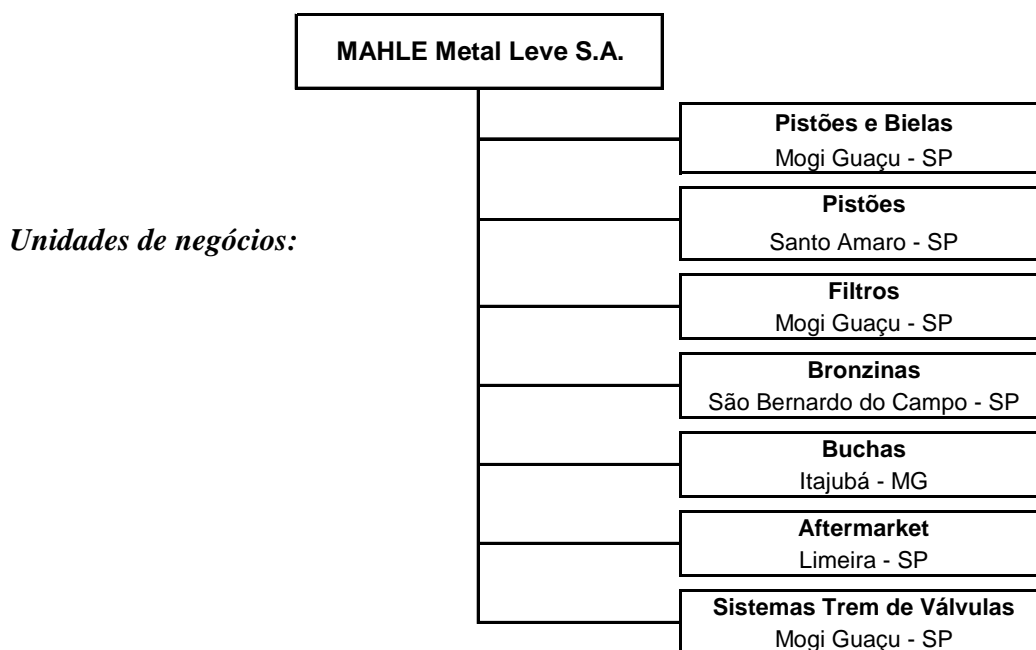 MAHLE Metal Leve S.A.
Pistões e Bielas
Mogi Guaçu - SP
Pistões
Santo Amaro - SP
Unidades de negócios:
Filtros
Mogi Guaçu - SP
Bronzinas
São Bernardo do Campo - SP
Buchas
Itajubá - MG
Aftermarket
Limeira - SP
Sistemas Trem de Válvulas
Mogi Guaçu - SP